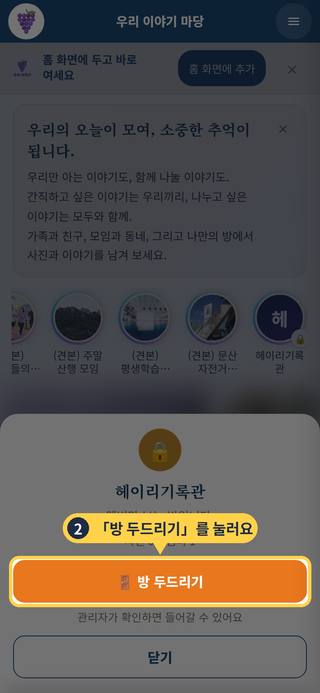 우리 이야기 마당
홈 화면에 두고 바로
여세요
홈 화면에 추가
우리의 오늘이 모여, 소중한 추억이
됩니다.
우리만 아는 이야기도, 함께 나눌 이야기도.
간직하고 싶은 이야기는 우리끼리, 나누고 싶은
이야기는 모두와 함께.
가족과 친구, 모임과 동네, 그리고 나만의 방에서
사진과 이야기를 남겨 보세요.
본)
들의…
(견본) 주말
산행 모임
(견본)
평생학습…
(견본) 문산
자전거…
헤
헤이리기록
관
헤이리기록관
2 「방 두드리기」를 눌러요
방 두드리기
관리자가 확인하면 들어갈 수 있어요
닫기